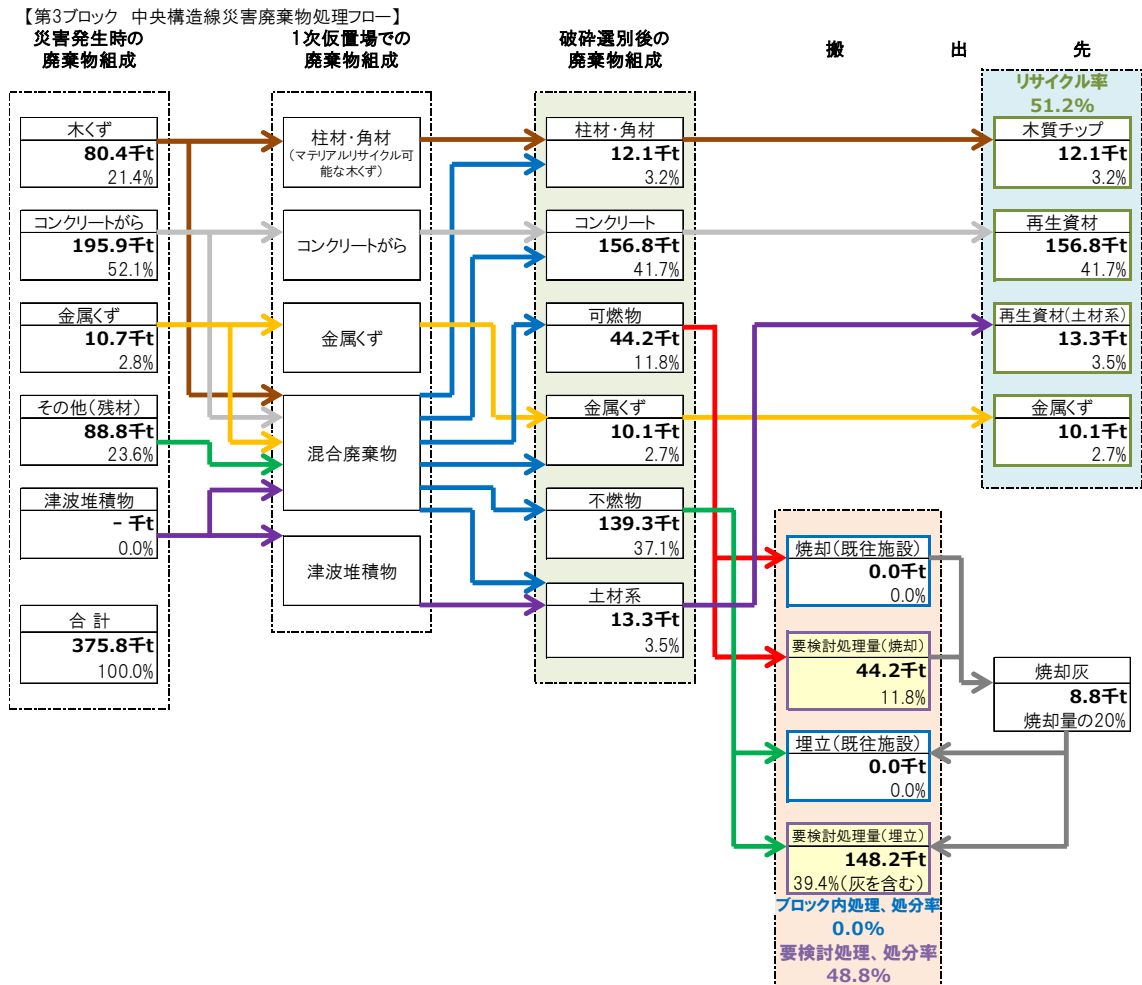 【第3ブロック 中央構造線災害廃棄物処理フロー】
災害発生時の
廃棄物組成
木くず
80.4千t
21.4%
コンクリートがら
195.9千t
52.1%
金属くず
10.7千t
2.8%
その他(残材)
88.8千t
23.6%
津波堆積物
- 千t
0.0%
合 計
375.8千t
100.0%
1次仮置場での
廃棄物組成
柱材・角材
(マテリアルリサイクル可
能な木くず)
コンクリートがら
金属くず
混合廃棄物
津波堆積物
破砕選別後の
廃棄物組成
柱材・角材
12.1千t
3.2%
コンクリート
156.8千t
41.7%
可燃物
44.2千t
11.8%
金属くず
10.1千t
2.7%
不燃物
139.3千t
37.1%
土材系
13.3千t
3.5%
搬 出 先
リサイクル率
51.2%
木質チップ
12.1千t
3.2%
再生資材
156.8千t
41.7%
再生資材(土材系)
13.3千t
3.5%
金属くず
10.1千t
2.7%
焼却(既往施設)
0.0千t
0.0%
要検討処理量(焼却)
44.2千t
11.8%
焼却灰
8.8千t
焼却量の20%
埋立(既往施設)
0.0千t
0.0%
要検討処理量(埋立)
148.2千t
39.4%(灰を含む)
ブロック内処理、処分率
0.0%
要検討処理、処分率
48.8%